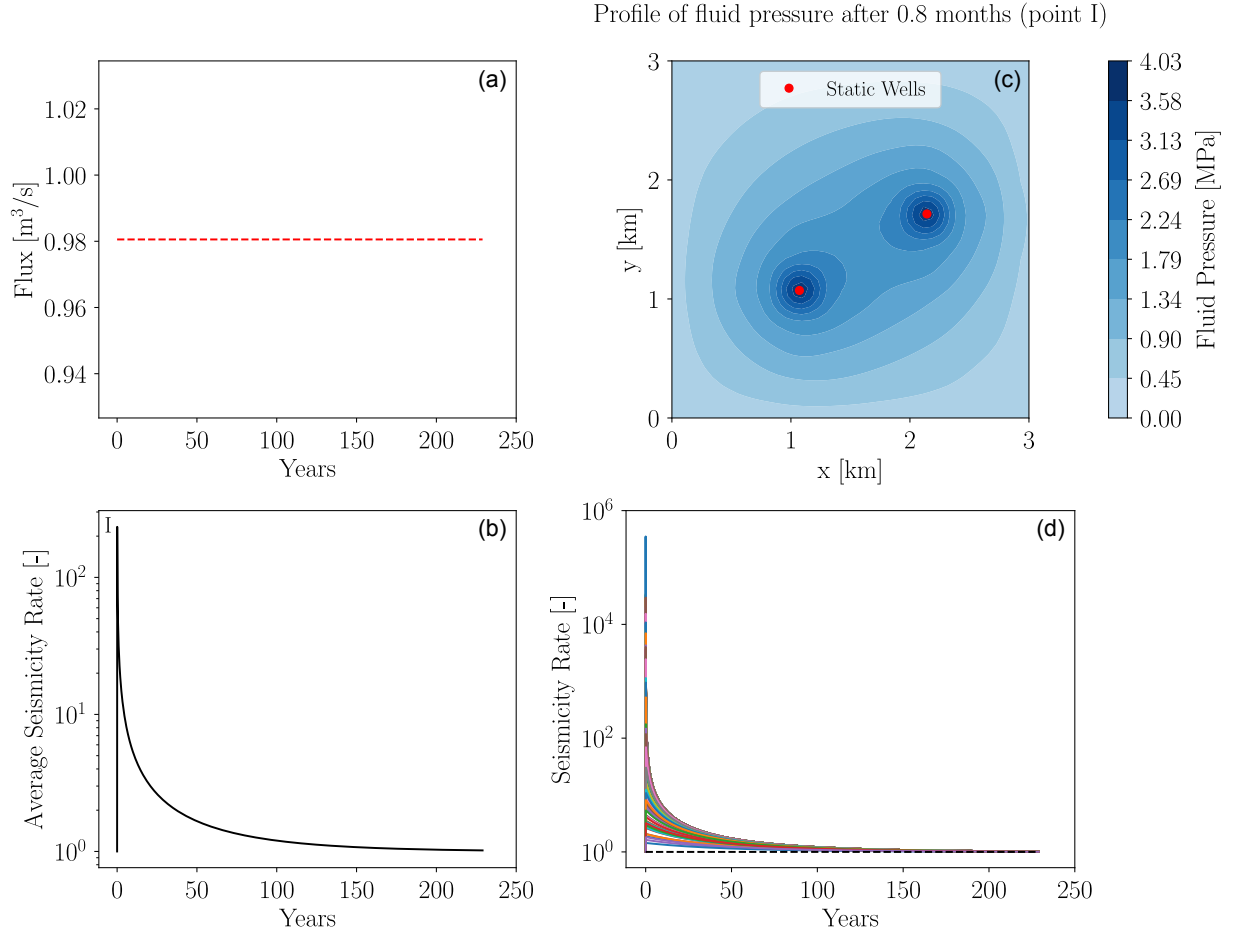 Profile of fluid pressure after 0.8 months (point I)
(a)
1.02
1.00
0.98
0.96
0.94
Flux [m³/s]
0 50 100 150 200 250
Years
(c)
Static Wells
3
2
1
0
y [km]
0 1 2 3
x [km]
4.03
3.58
3.13
2.69
2.24
1.79
1.34
0.90
0.45
0.00
Fluid Pressure [MPa]
I
(b)
10²
10¹
10⁰
Average Seismicity Rate [-]
0 50 100 150 200 250
Years
(d)
10⁶
10⁴
10²
10⁰
Seismicity Rate [-]
0 50 100 150 200 250
Years